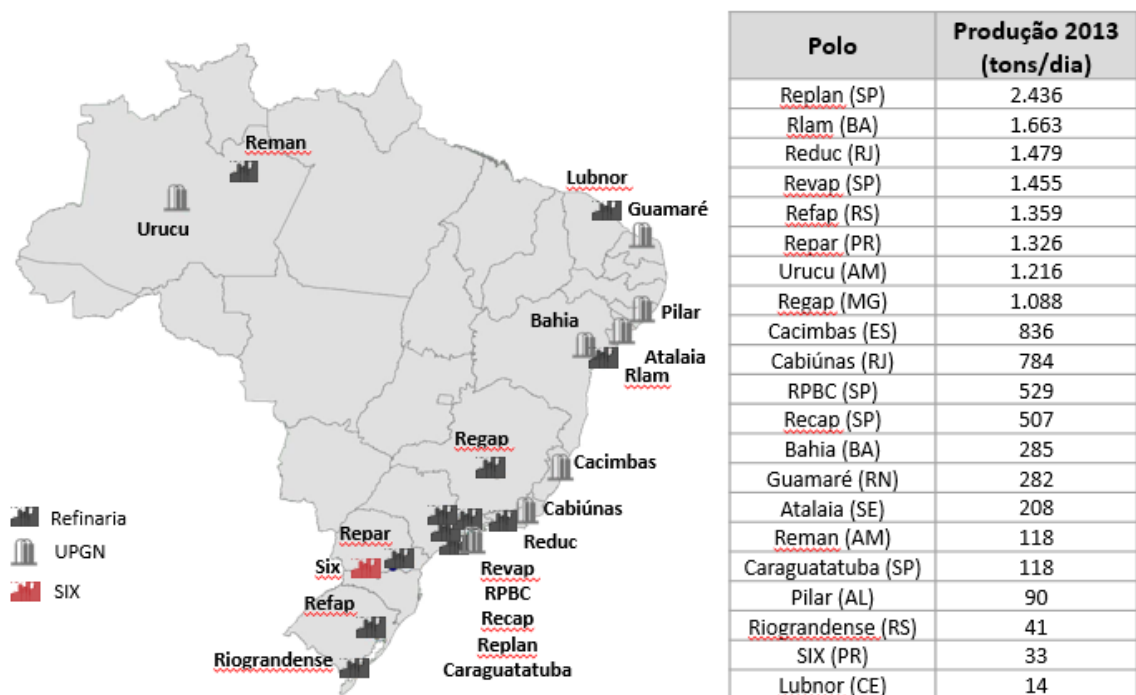 Reman
Urucu
Lubnor
Guamaré
Bahia
Pilar
Atalaia
Rlam
Regap
Cacimbas
Cabiúnas
Reduc
Repar
Six
Revap
RPBC
Refap
Recap
Replan
Riograndense
Caraguatatuba
Refinaria
UPGN
SIX
Polo Produção 2013
(tons/dia)
Replan (SP) 2.436
Rlam (BA) 1.663
Reduc (RJ) 1.479
Revap (SP) 1.455
Refap (RS) 1.359
Repar (PR) 1.326
Urucu (AM) 1.216
Regap (MG) 1.088
Cacimbas (ES) 836
Cabiúnas (RJ) 784
RPBC (SP) 529
Recap (SP) 507
Bahia (BA) 285
Guamaré (RN) 282
Atalaia (SE) 208
Reman (AM) 118
Caraguatatuba (SP) 118
Pilar (AL) 90
Riograndense (RS) 41
SIX (PR) 33
Lubnor (CE) 14